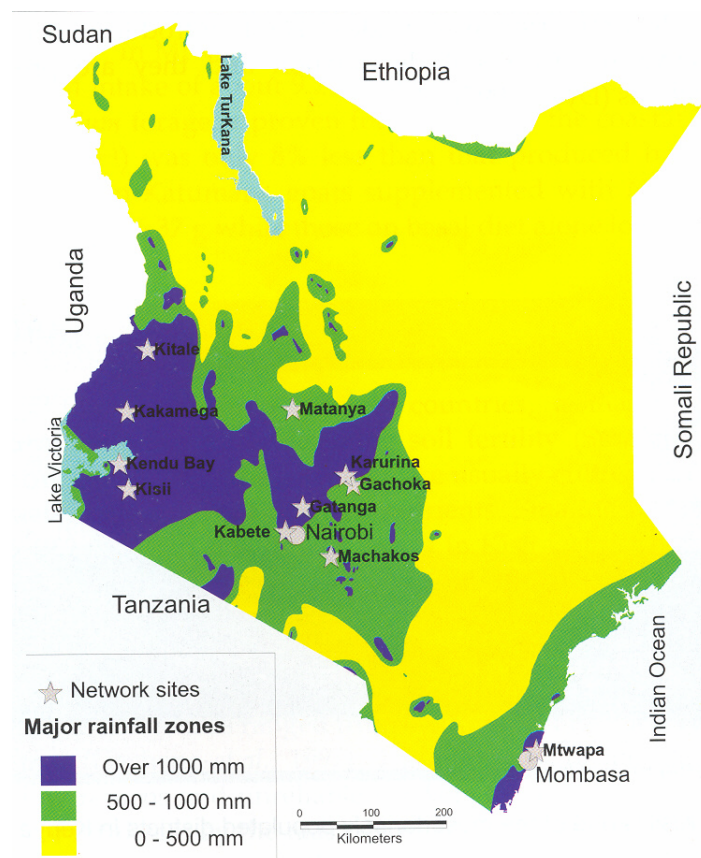 Sudan
Ethiopia
Lake TurKana
Uganda
Somali Republic
Kitale
Kakamega
Matanya
Lake Victoria
Kendu Bay
Karurina
Gachoka
Kisii
Gatanga
Kabete
Nairobi
Machakos
Tanzania
Indian Ocean
Network sites
Major rainfall zones
Over 1000 mm
500 - 1000 mm
0 - 500 mm
Mtwapa
Mombasa
0 100 200
Kilometers